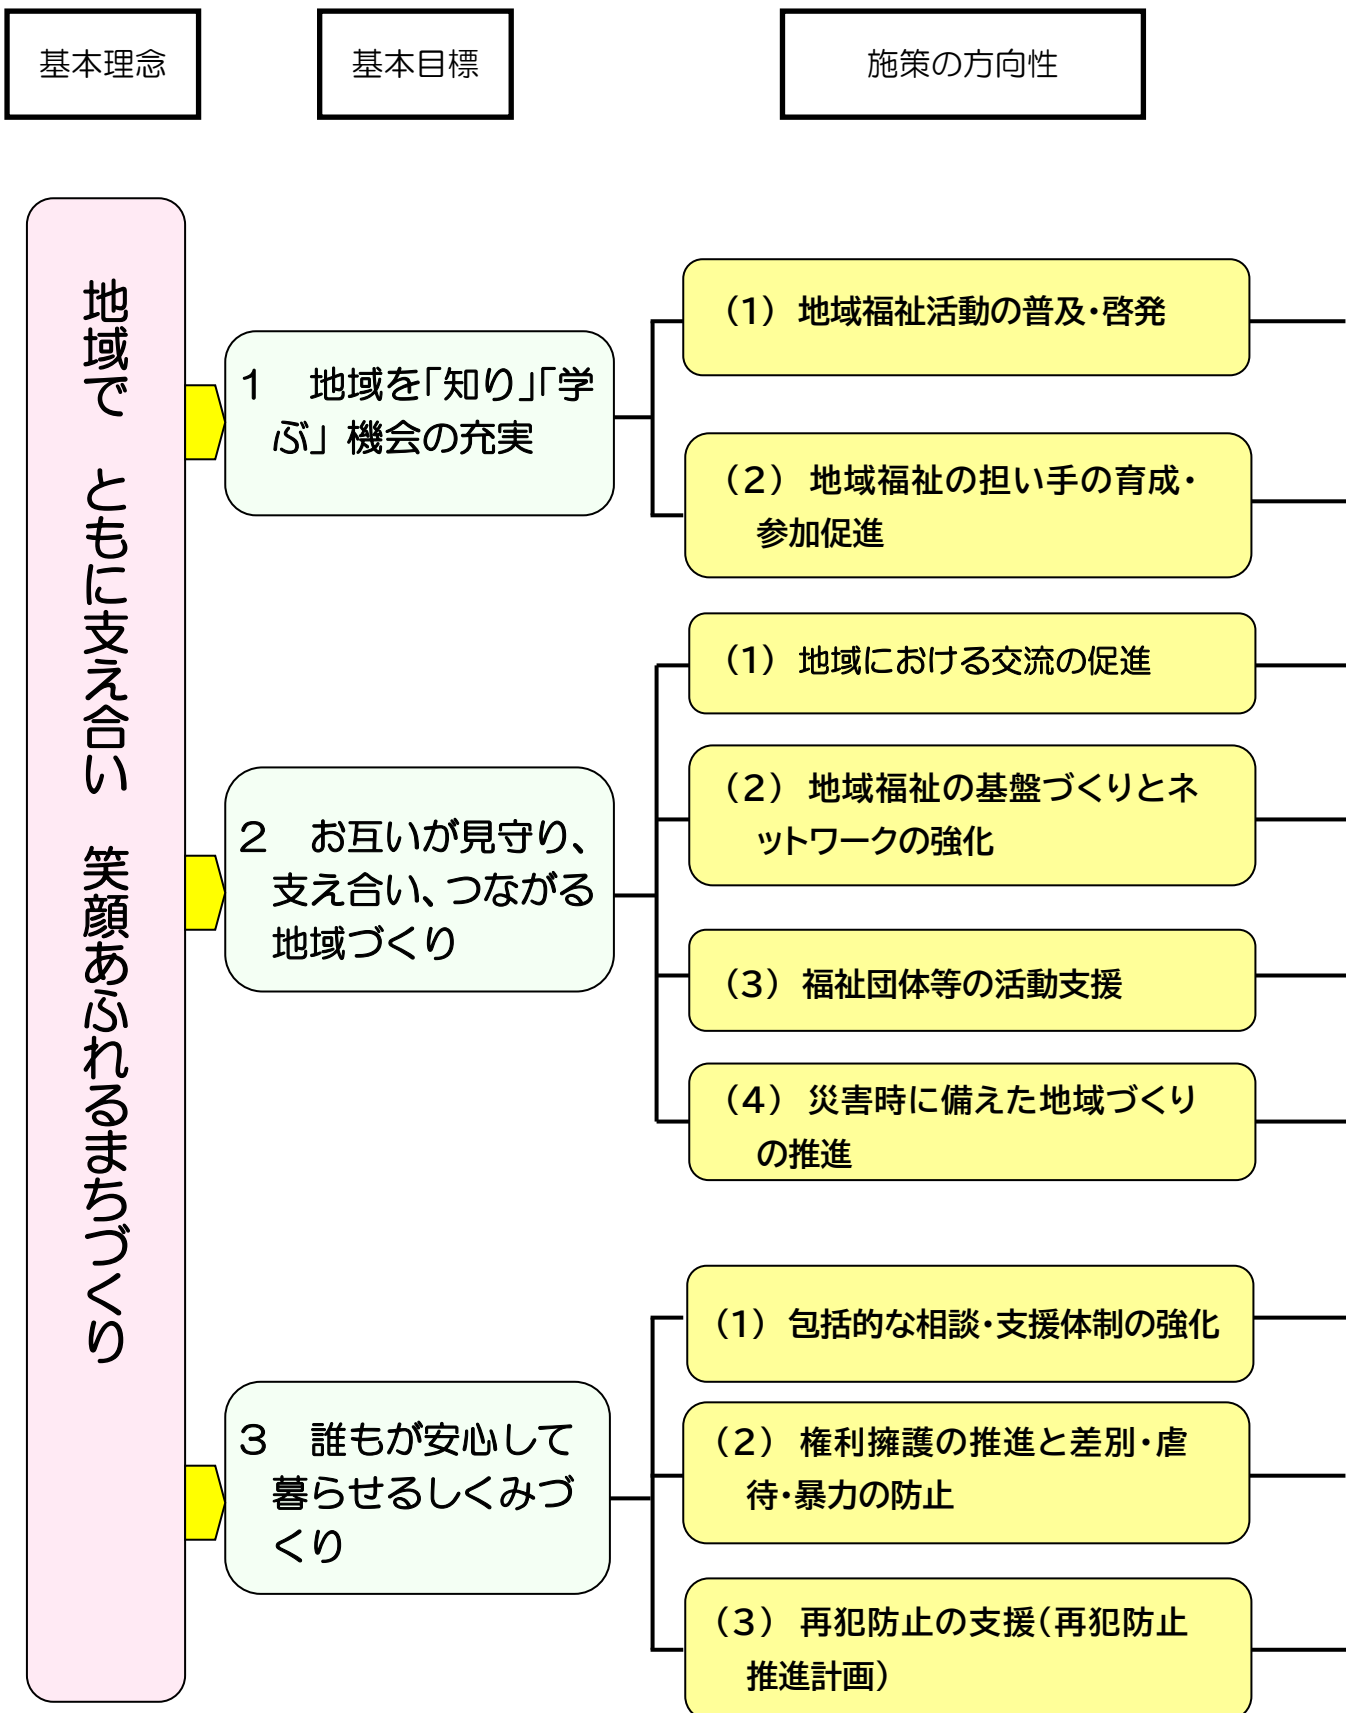 基本理念
基本目標
施策の方向性
地域で　ともに支え合い　笑顔あふれるまちづくり
１　地域を「知り」「学
ぶ」機会の充実
（1）地域福祉活動の普及・啓発
（2）地域福祉の担い手の育成・
参加促進
２　お互いが見守り、
支え合い、つながる
地域づくり
（1）地域における交流の促進
（2）地域福祉の基盤づくりとネ
ットワークの強化
（3）福祉団体等の活動支援
（4）災害時に備えた地域づくり
の推進
３　誰もが安心して
暮らせるしくみづ
くり
（1）包括的な相談・支援体制の強化
（2）権利擁護の推進と差別・虐
待・暴力の防止
（3）再犯防止の支援（再犯防止
推進計画）